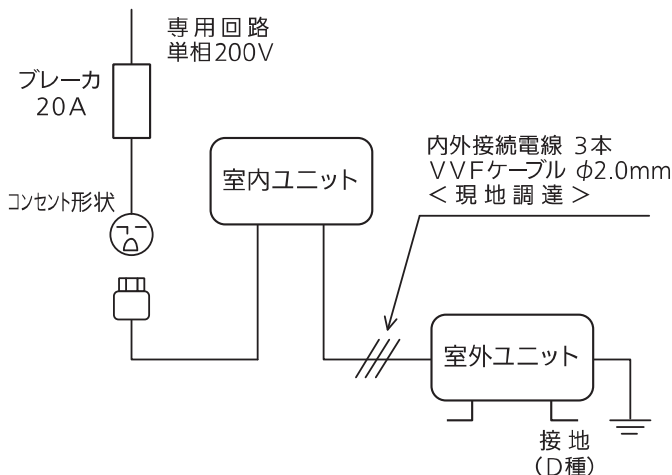 専用回路
単相200V
ブレーカ
20A
コンセント形状
室内ユニット
内外接続電線 3本
VVFケーブル φ2.0mm
＜現地調達＞
室外ユニット
接地
(D種)